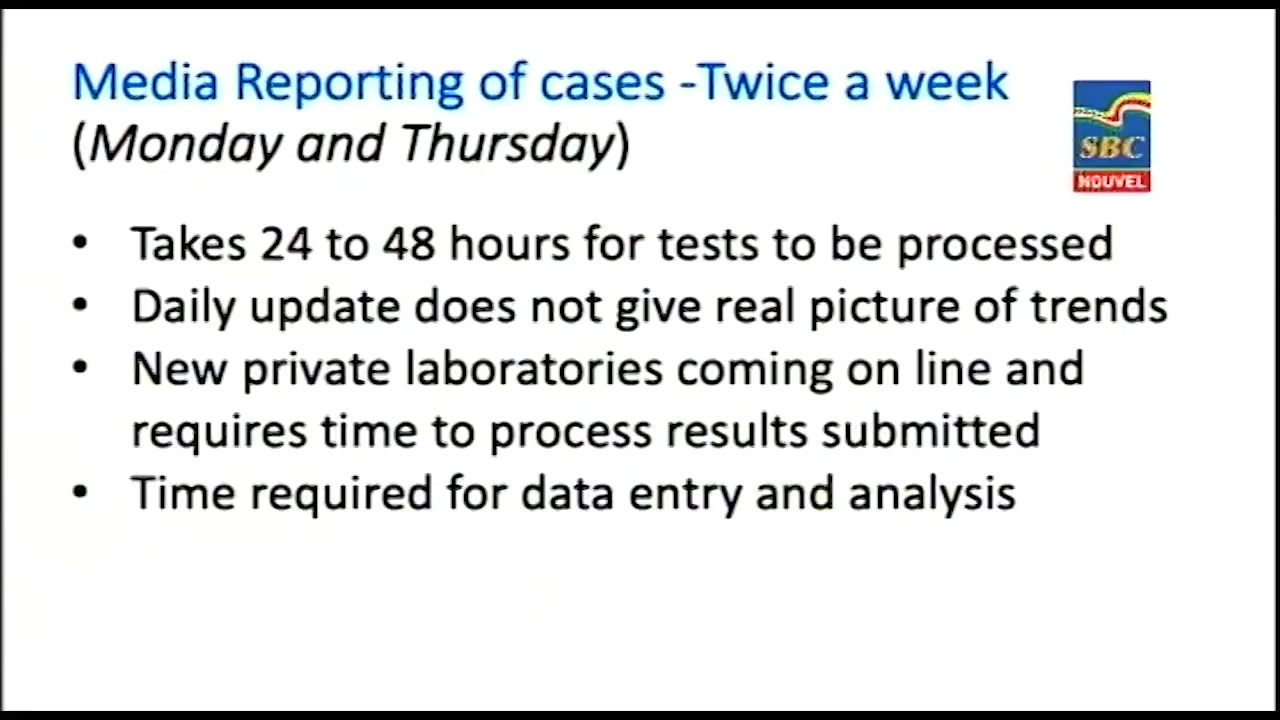 Media Reporting of cases -Twice a week
(Monday and Thursday)
SBC
NOUVEL
• Takes 24 to 48 hours for tests to be processed
• Daily update does not give real picture of trends
• New private laboratories coming on line and
requires time to process results submitted
• Time required for data entry and analysis